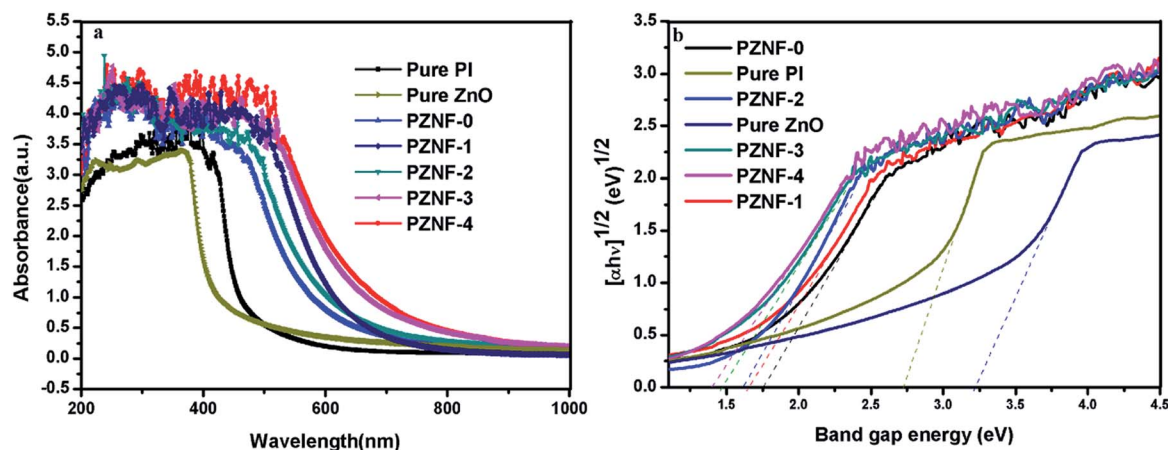 a
5.5
5.0
4.5
4.0
3.5
3.0
2.5
2.0
1.5
1.0
0.5
0.0
-0.5
Absorbance(a.u.)
Pure PI
Pure ZnO
PZNF-0
PZNF-1
PZNF-2
PZNF-3
PZNF-4
200 400 600 800 1000
Wavelength(nm)
b
3.5
3.0
2.5
2.0
1.5
1.0
0.5
0.0
[αhν]^1/2 (eV)^1/2
PZNF-0
Pure PI
PZNF-2
Pure ZnO
PZNF-3
PZNF-4
PZNF-1
1.5 2.0 2.5 3.0 3.5 4.0 4.5
Band gap energy (eV)